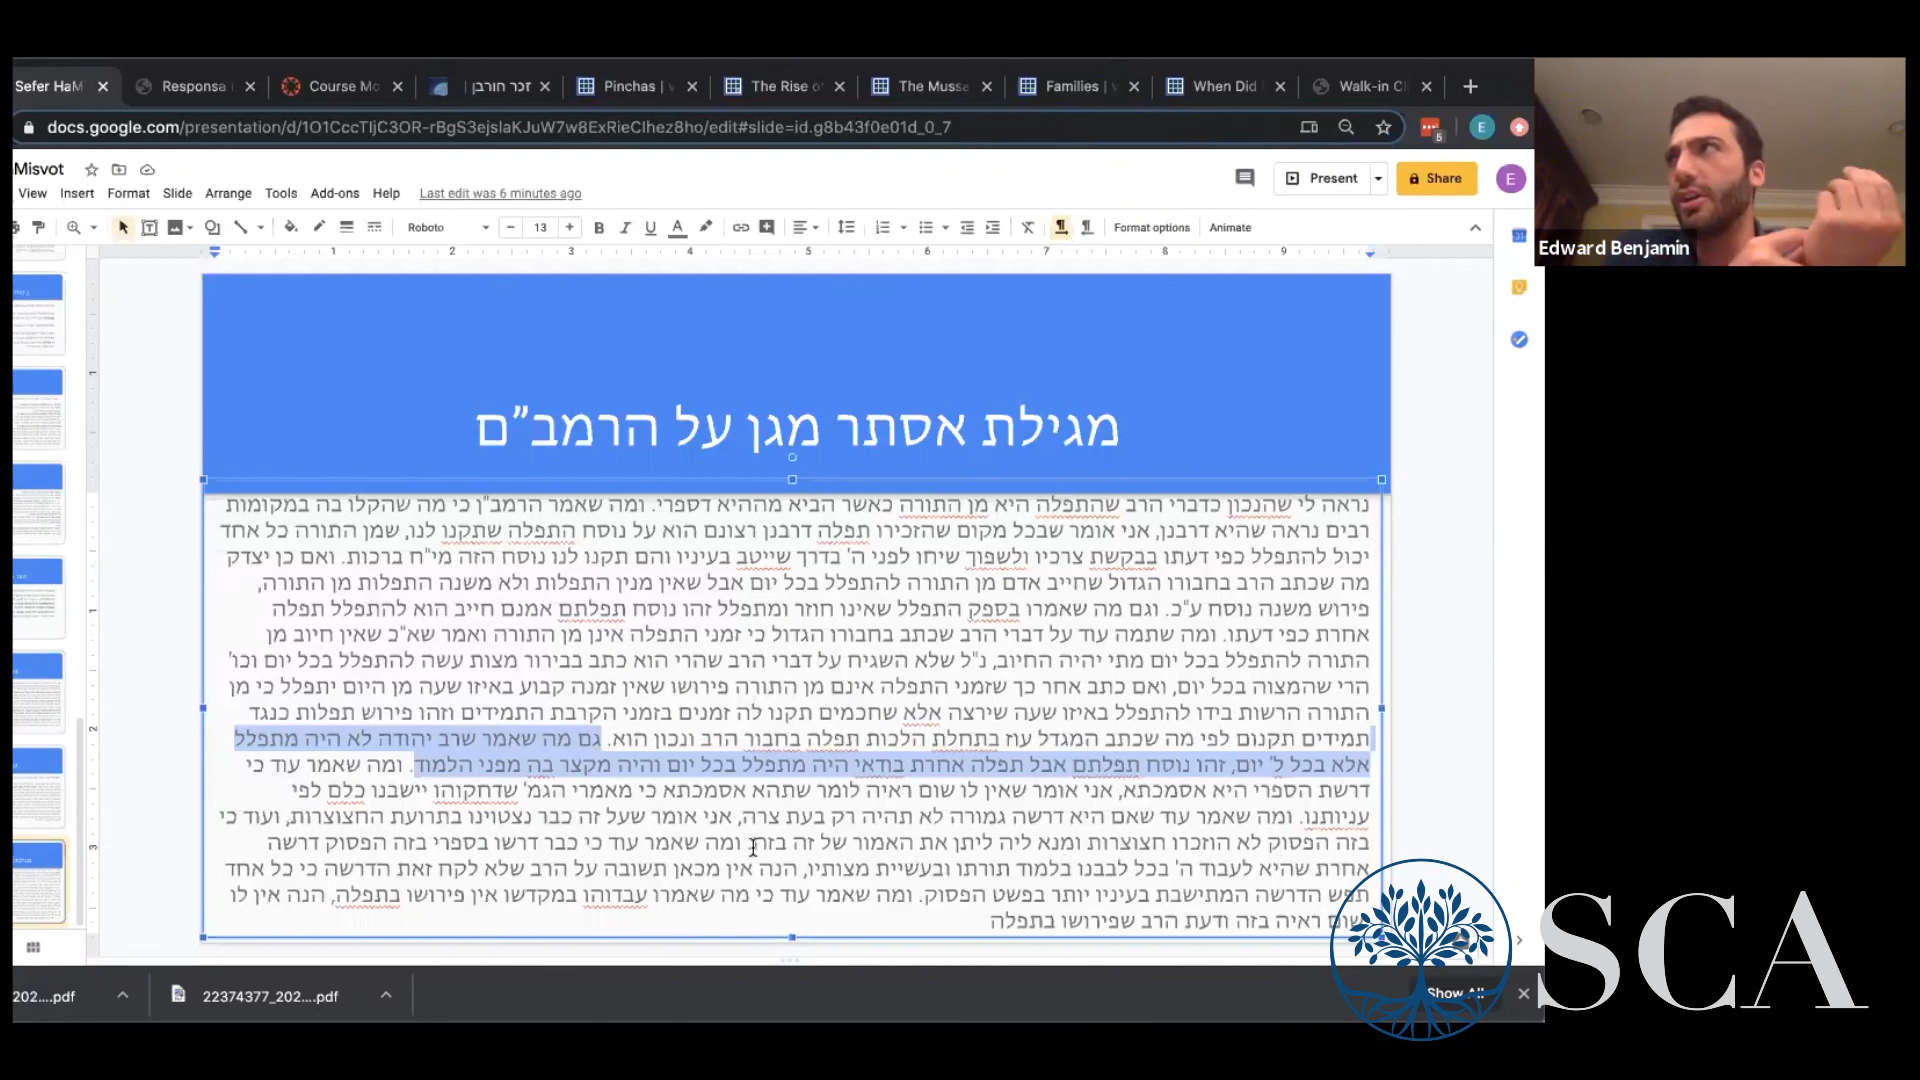 Sefer HaM
Responsa
Course Mo
זכר חורבן
Pinchas |
The Rise o
The Mussa
Families |
When Did
Walk-in Cl
docs.google.com/presentation/d/1O1CccTIjC3OR-rBgS3ejslaKJuW7w8ExRieCIhez8ho/edit#slide=id.g8b43f0e01d_0_7
5
E
Misvot
Present
Share
E
View Insert Format Slide Arrange Tools Add-ons Help Last edit was 6 minutes ago
Roboto
13
B I U A
Format options
Animate
1 2 3 4 5 6 7 8 9
Edward Benjamin
מגילת אסתר מגן על הרמב"ם
נראה לי שהנכון כדברי הרב שהתפלה היא מן התורה כאשר הביא מההיא דספרי. ומה שאמר הרמב"ן כי מה שהקלו בה במקומות
רבים נראה שהיא דרבנן, אני אומר שבכל מקום שהזכירו תפלה דרבנן רצונם הוא על נוסח התפלה שתקנו לנו, שמן התורה כל אחד
יכול להתפלל כפי דעתו בבקשת צרכיו ולשפוך שיחו לפני ה' בדרך שייטב בעיניו והם תקנו לנו נוסח הזה מי"ח ברכות. ואם כן יצדק
מה שכתב הרב בחבורו הגדול שחייב אדם מן התורה להתפלל בכל יום אבל שאין מנין התפלות ולא משנה התפלות מן התורה,
פירוש משנה נוסח ע"כ. וגם מה שאמרו בספק התפלל שאינו חוזר ומתפלל זהו נוסח תפלתם אמנם חייב הוא להתפלל תפלה
אחרת כפי דעתו. ומה שתמה עוד על דברי הרב שכתב בחבורו הגדול כי זמני התפלה אינן מן התורה ואמר שא"כ שאין חיוב מן
התורה להתפלל בכל יום מתי יהיה החיוב, נ"ל שלא השגיח על דברי הרב שהרי הוא כתב בבירור מצות עשה להתפלל בכל יום וכו'
הרי שהמצוה בכל יום, ואם כתב אחר כך שזמני התפלה אינם מן התורה פירושו שאין זמנה קבוע באיזו שעה מן היום יתפלל כי מן
התורה הרשות בידו להתפלל באיזו שעה שירצה אלא שחכמים תקנו לה זמנים בזמני הקרבת התמידים וזהו פירוש תפלות כנגד
תמידים תקנום לפי מה שכתב המגדל עוז בתחלת הלכות תפלה בחבור הרב ונכון הוא. גם מה שאמר שרב יהודה לא היה מתפלל
אלא בכל ל' יום, זהו נוסח תפלתם אבל תפלה אחרת בודאי היה מתפלל בכל יום והיה מקצר בה מפני הלמוד. ומה שאמר עוד כי
דרשת הספרי היא אסמכתא, אני אומר שאין לו שום ראיה לומר שתהא אסמכתא כי מאמרי הגמ' שדחקוהו יישבנו כלם לפי
עניותנו. ומה שאמר עוד שאם היא דרשה גמורה לא תהיה רק בעת צרה, אני אומר שעל זה כבר נצטוינו בתרועת החצוצרות, ועוד כי
בזה הפסוק לא הוזכרו חצוצרות ומנא ליה ליתן את האמור של זה בזה. ומה שאמר עוד כי כבר דרשו בספרי בזה הפסוק דרשה
אחרת שהיא לעבוד ה' בכל לבבנו בלמוד תורתו ובעשיית מצותיו, הנה אין מכאן תשובה על הרב שלא לקח זאת הדרשה כי כל אחד
תפש הדרשה המתישבת בעיניו יותר בפשט הפסוק. ומה שאמר עוד כי מה שאמרו עבדוהו במקדשו אין פירושו בתפלה, הנה אין לו
שום ראיה בזה ודעת הרב שפירושו בתפלה
202....pdf
22374377_202....pdf
Show All
SCA